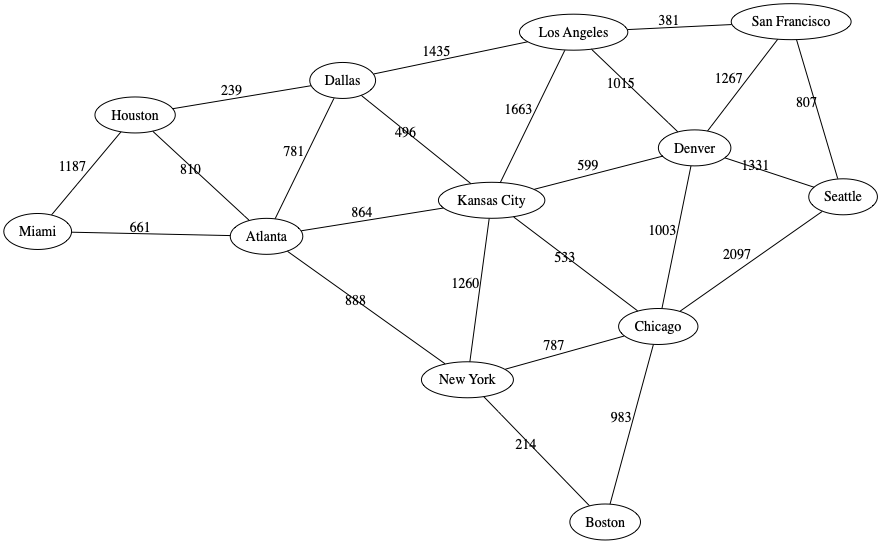 381
San Francisco
Los Angeles
1435
Dallas
1015
1267
239
807
Houston
1663
496
781
Denver
1187
810
599
1331
Seattle
Kansas City
864
661
Miami
Atlanta
1003
2097
533
1260
888
Chicago
787
New York
983
214
Boston